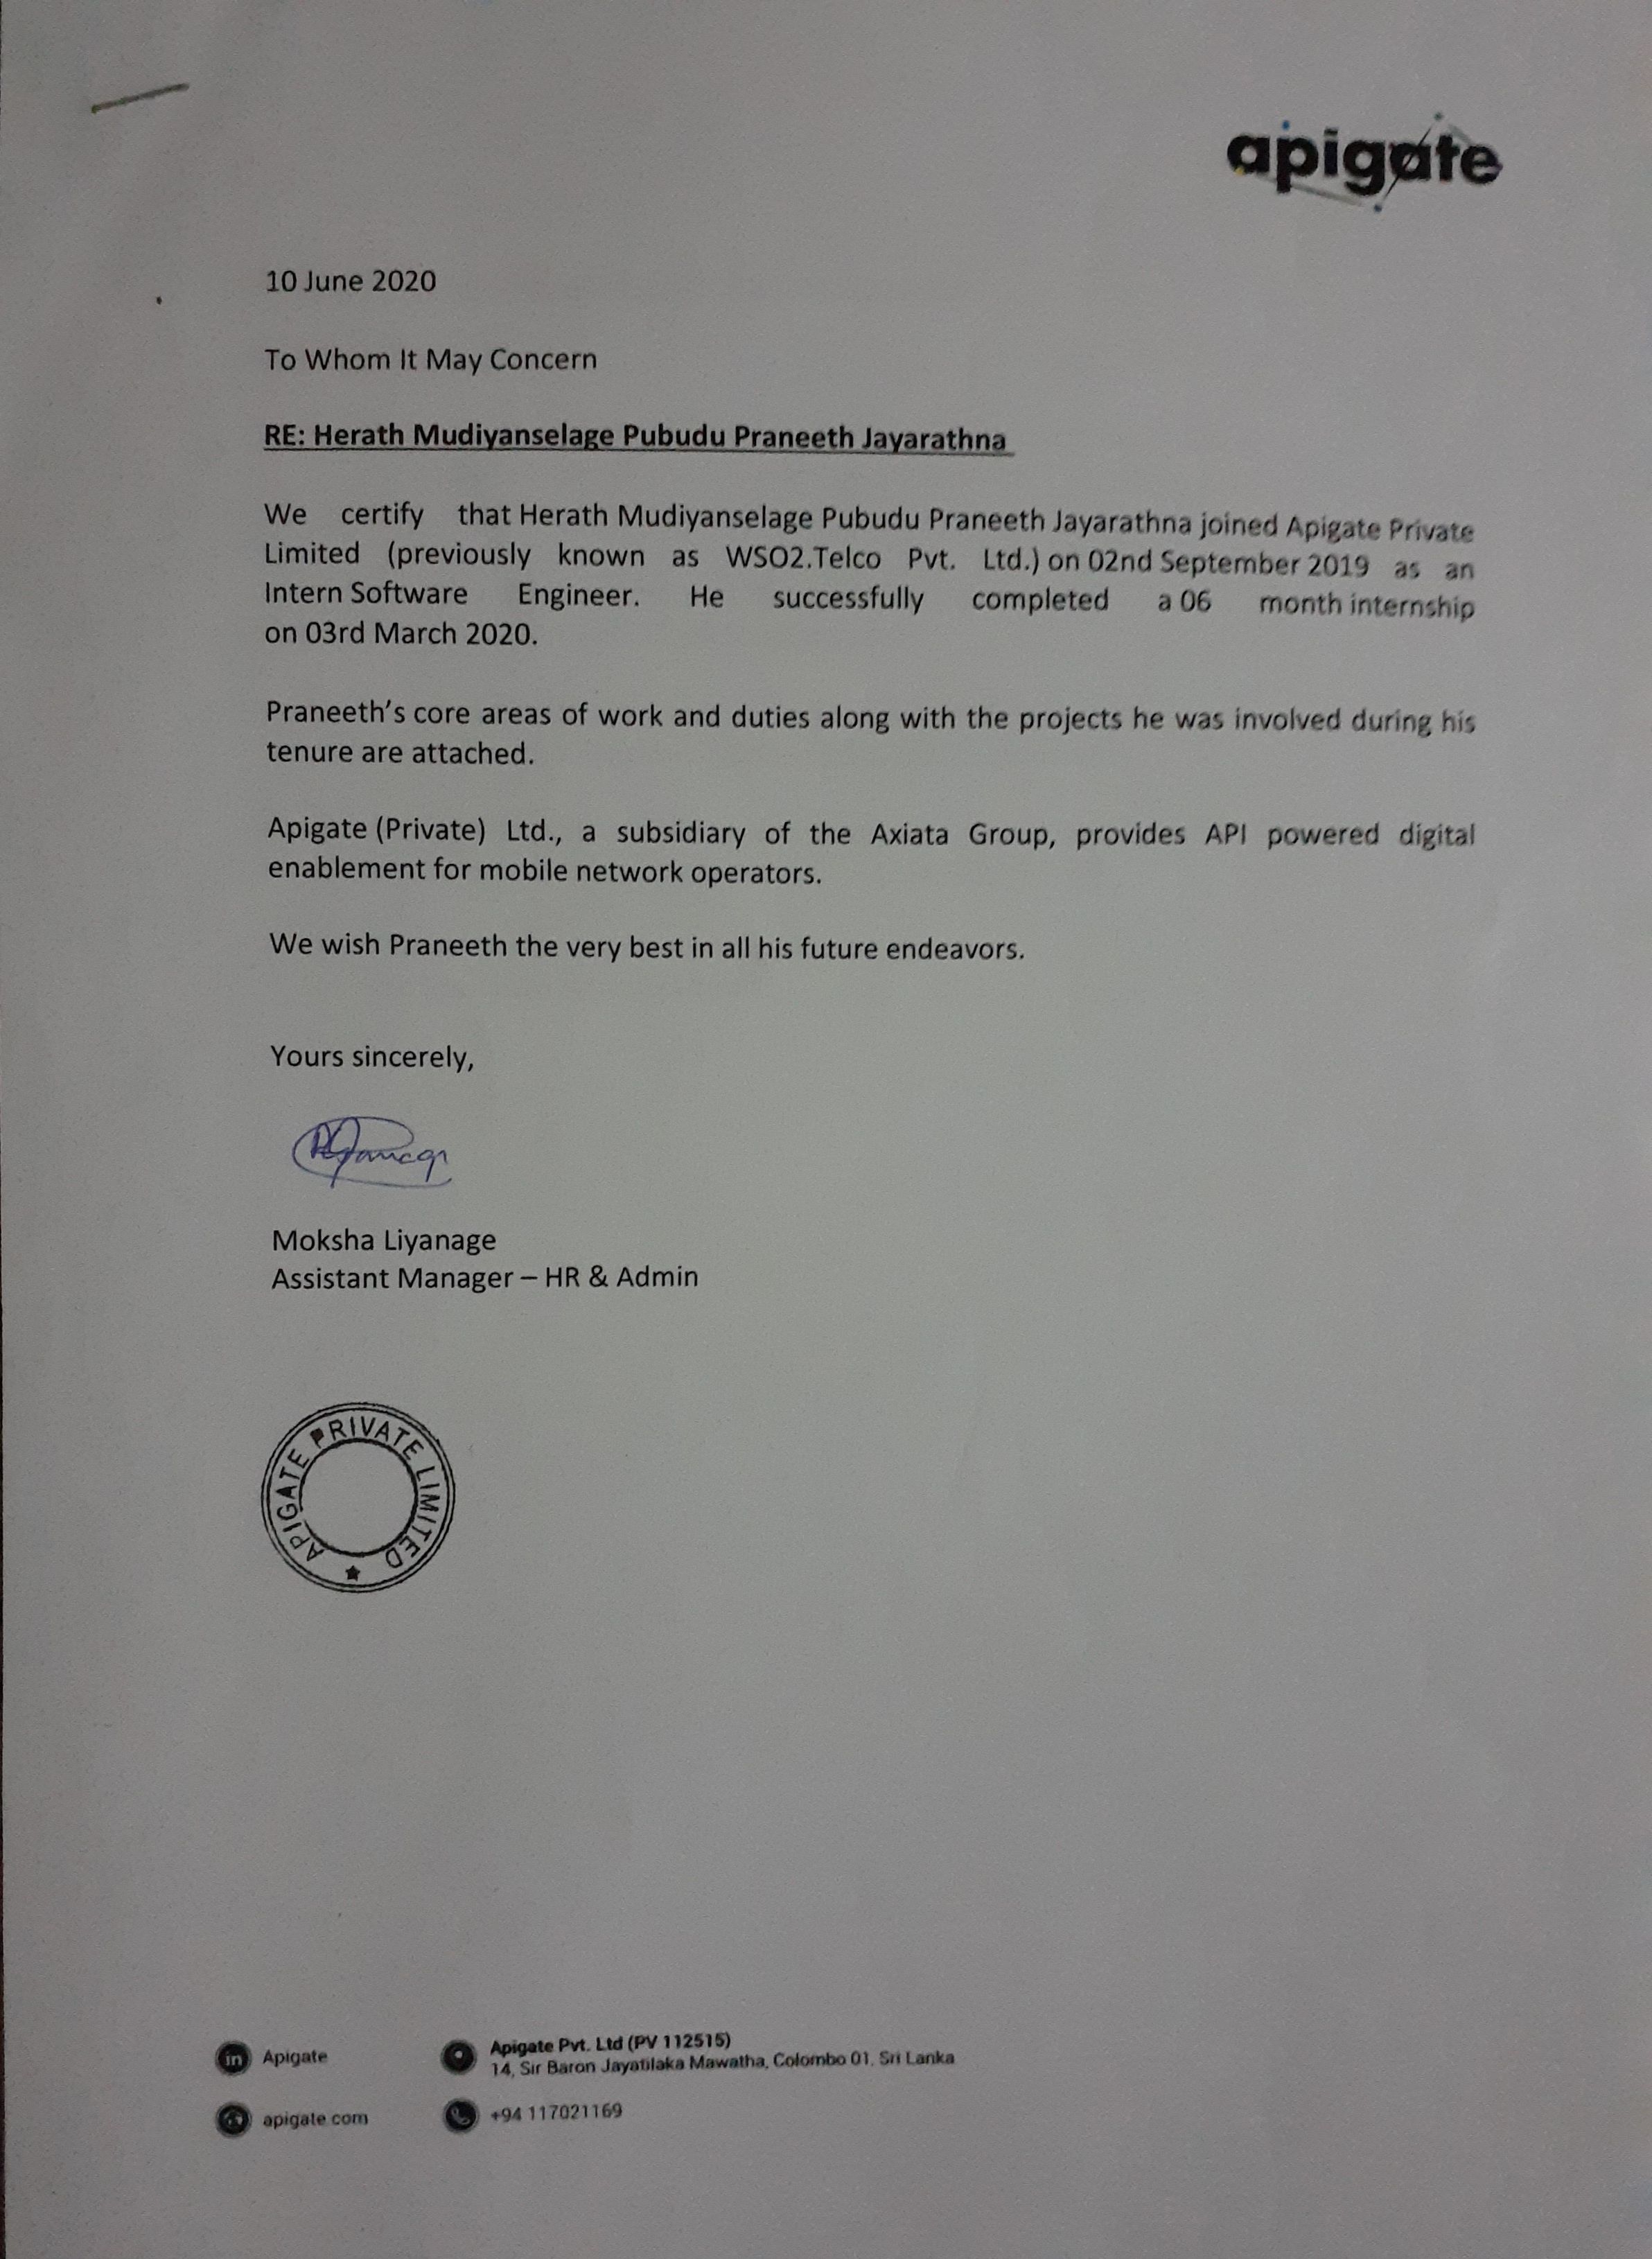 apigate
10 June 2020
To Whom It May Concern
RE: Herath Mudiyanselage Pubudu Praneeth Jayarathna
We certify that Herath Mudiyanselage Pubudu Praneeth Jayarathna joined Apigate Private
Limited (previously known as WSO2.Telco Pvt. Ltd.) on 02nd September 2019 as an
Intern Software Engineer. He successfully completed a 06 month internship
on 03rd March 2020.
Praneeth’s core areas of work and duties along with the projects he was involved during his
tenure are attached.
Apigate (Private) Ltd., a subsidiary of the Axiata Group, provides API powered digital
enablement for mobile network operators.
We wish Praneeth the very best in all his future endeavors.
Yours sincerely,
Moksha Liyanage
Assistant Manager – HR & Admin
APIGATE PRIVATE LIMITED
in Apigate
Apigate Pvt. Ltd (PV 112515)
14, Sir Baron Jayatilaka Mawatha, Colombo 01, Sri Lanka
apigate.com
+94 117021169